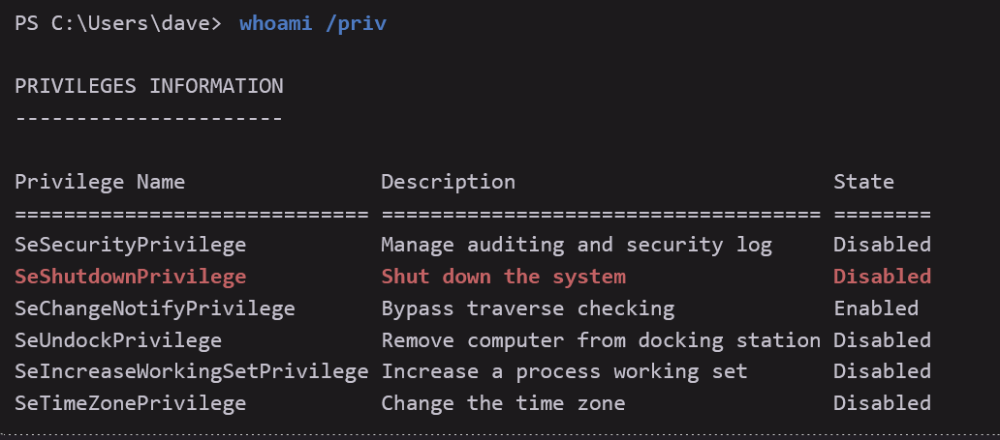 PS C:\Users\dave> whoami /priv
PRIVILEGES INFORMATION
----------------------
Privilege Name                Description                          State
============================= ==================================== ========
SeSecurityPrivilege           Manage auditing and security log     Disabled
SeShutdownPrivilege           Shut down the system                 Disabled
SeChangeNotifyPrivilege       Bypass traverse checking             Enabled
SeUndockPrivilege             Remove computer from docking station Disabled
SeIncreaseWorkingSetPrivilege Increase a process working set       Disabled
SeTimeZonePrivilege           Change the time zone                 Disabled